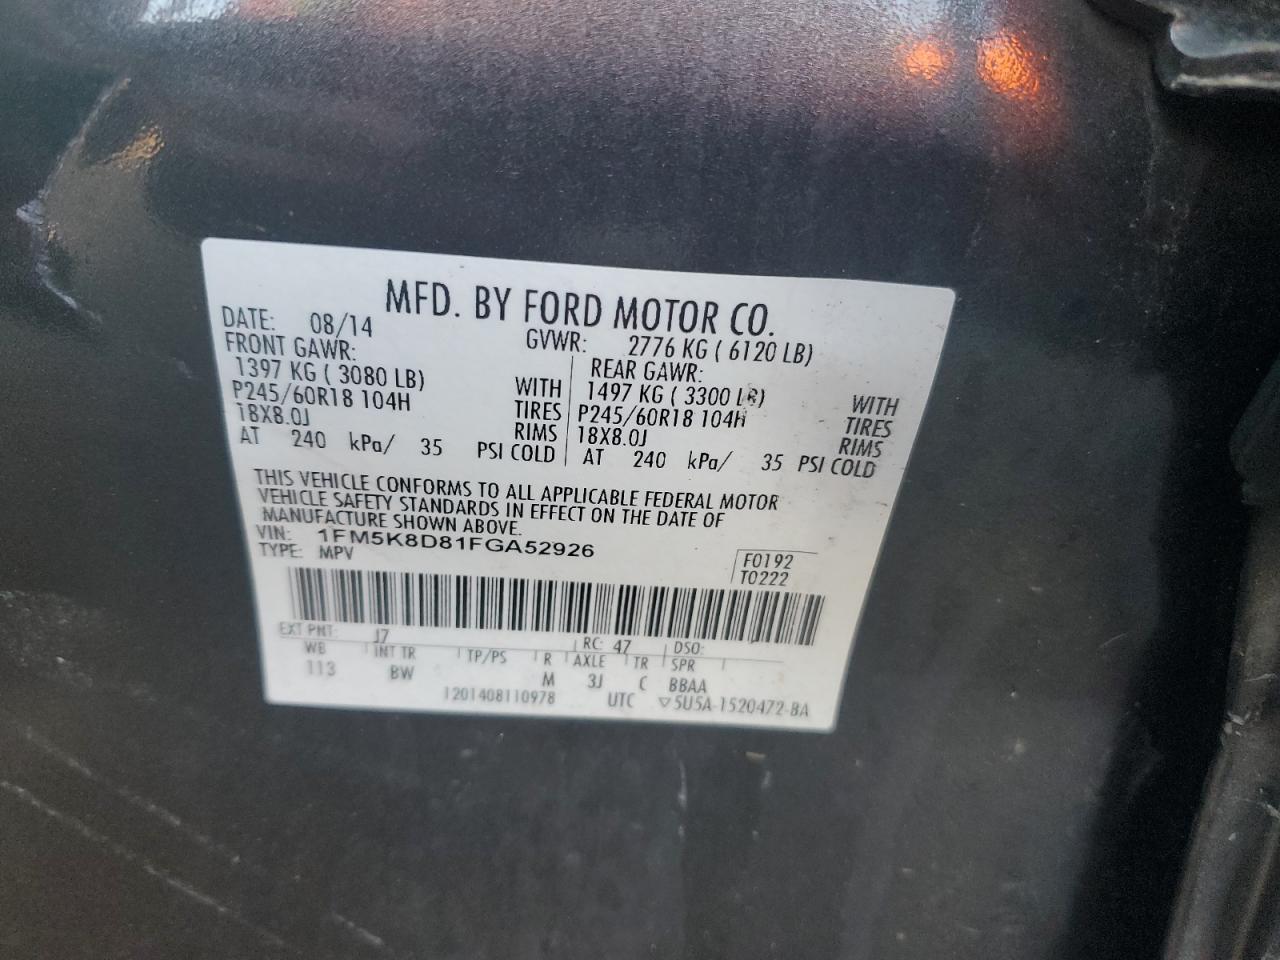 MFD. BY FORD MOTOR CO.
DATE: 08/14 GVWR: 2776 KG ( 6120 LB)
FRONT GAWR: REAR GAWR:
1397 KG ( 3080 LB) WITH 1497 KG ( 3300 LB) WITH
P245/60R18 104H TIRES P245/60R18 104H TIRES
18X8.0J RIMS 18X8.0J RIMS
AT 240 kPa/ 35 PSI COLD AT 240 kPa/ 35 PSI COLD
THIS VEHICLE CONFORMS TO ALL APPLICABLE FEDERAL MOTOR
VEHICLE SAFETY STANDARDS IN EFFECT ON THE DATE OF
MANUFACTURE SHOWN ABOVE.
VIN: 1FM5K8D81FGA52926
TYPE: MPV F0192
T0222
EXT PNT: J7 RC: 47 DSO:
WB INT TR TP/PS R AXLE TR SPR
113 BW M 3J C BBAA
1201408110978 UTC ▽5U5A-1520472-BA